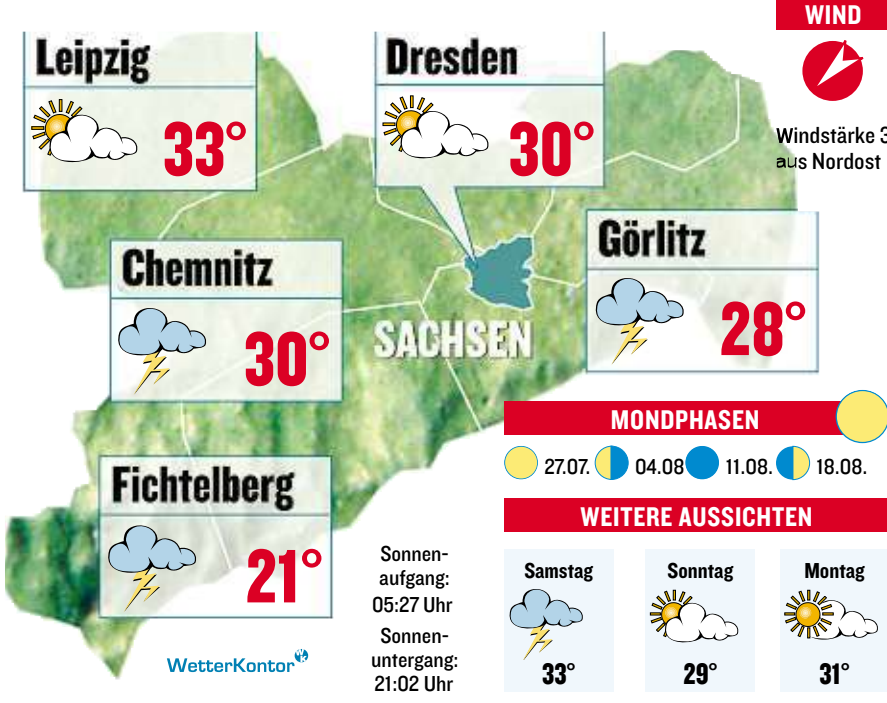 WIND
Windstärke 3
aus Nordost
Leipzig
33°
Dresden
30°
Chemnitz
30°
Görlitz
28°
SACHSEN
Fichtelberg
21°
WetterKontor
Sonnen-
aufgang:
05:27 Uhr
Sonnen-
untergang:
21:02 Uhr
MONDPHASEN
27.07. 04.08 11.08. 18.08.
WEITERE AUSSICHTEN
Samstag Sonntag Montag
33° 29° 31°